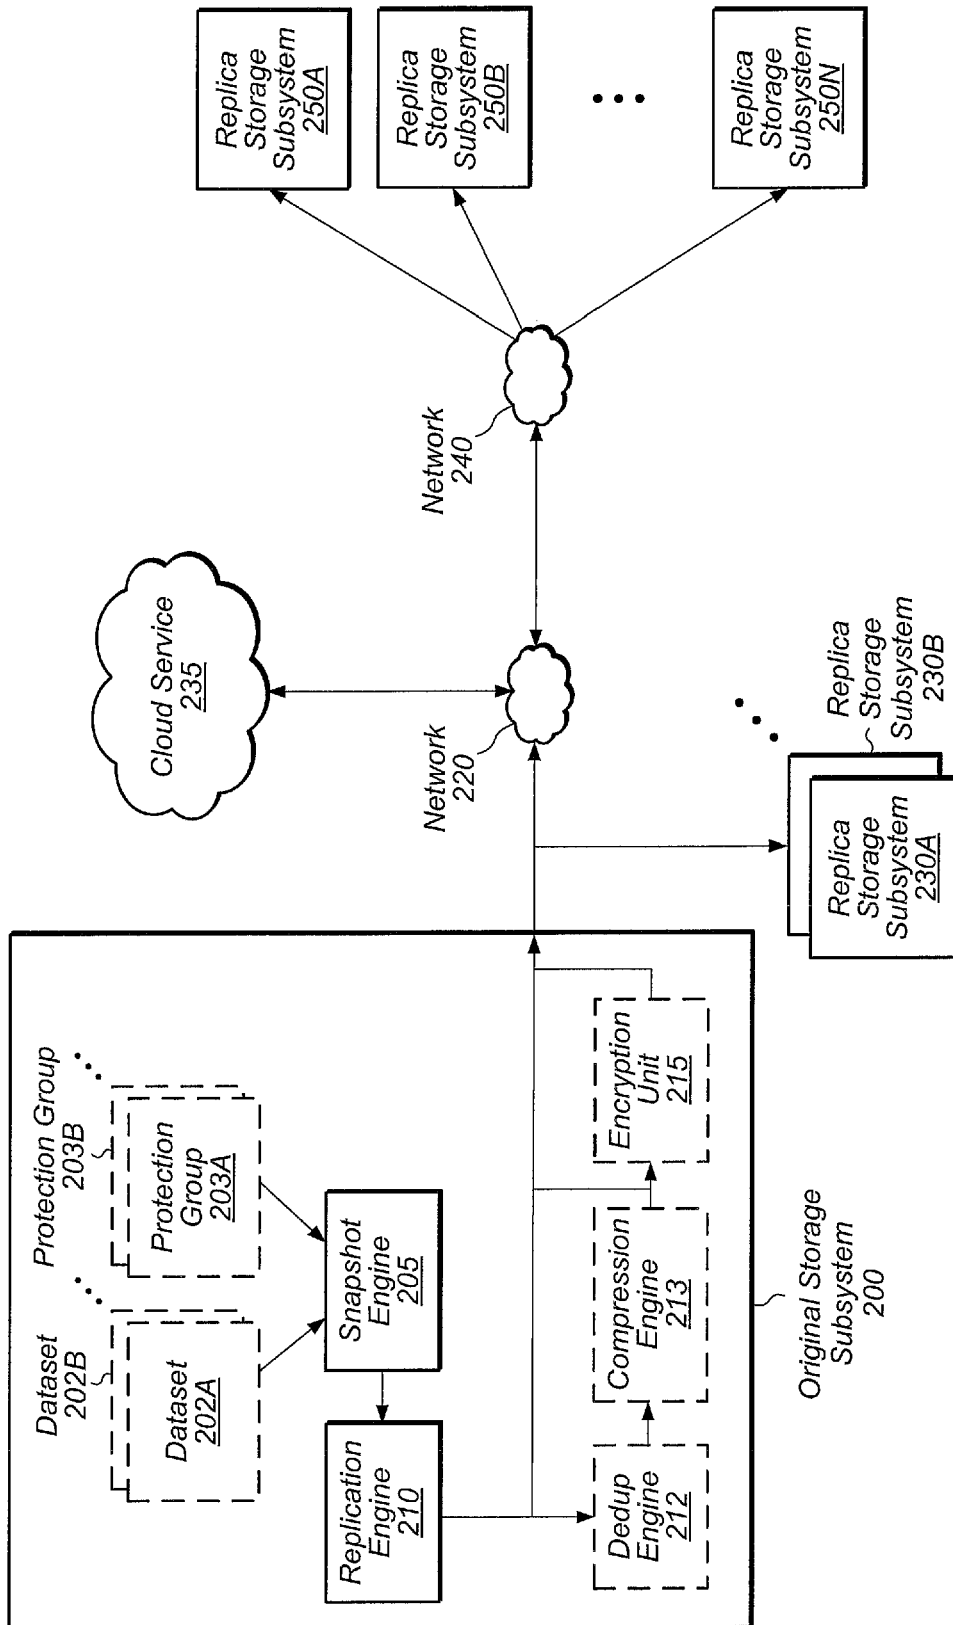 Dataset
202B
Protection Group
203B
Dataset
202A
Protection
Group
203A
Replication
Engine
210
Snapshot
Engine
205
Dedup
Engine
212
Compression
Engine
213
Encryption
Unit
215
Original Storage
Subsystem
200
Cloud Service
235
Network
220
Network
240
Replica
Storage
Subsystem
230A
Replica
Storage
Subsystem
230B
Replica
Storage
Subsystem
250A
Replica
Storage
Subsystem
250B
Replica
Storage
Subsystem
250N